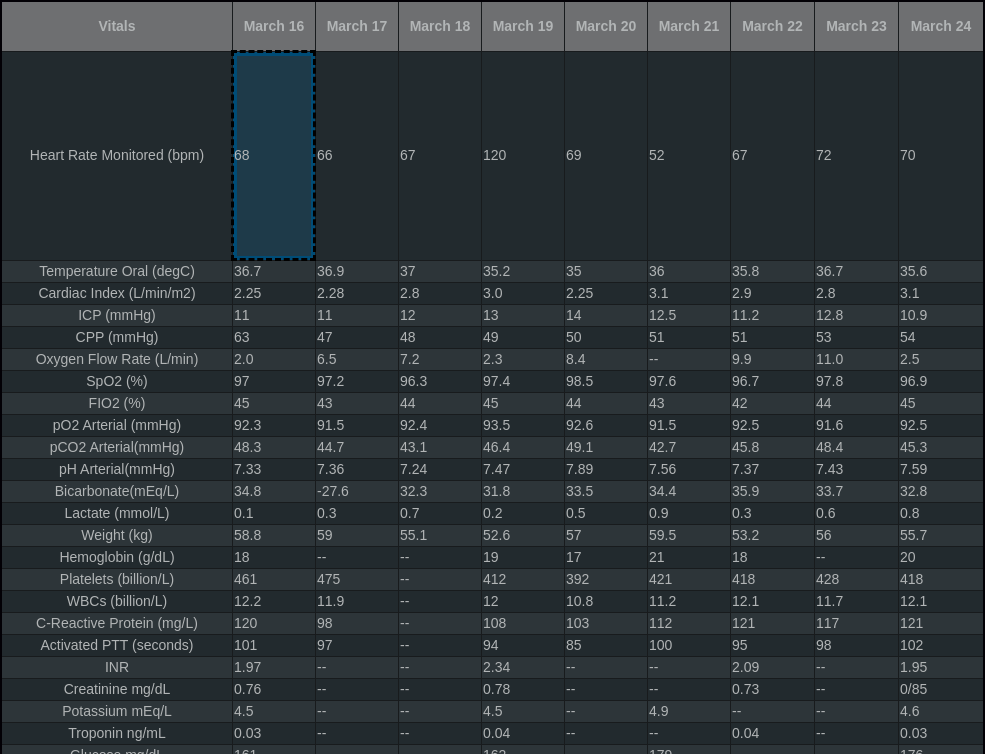 Vitals March 16 March 17 March 18 March 19 March 20 March 21 March 22 March 23 March 24
Heart Rate Monitored (bpm) 68 66 67 120 69 52 67 72 70
Temperature Oral (degC) 36.7 36.9 37 35.2 35 36 35.8 36.7 35.6
Cardiac Index (L/min/m2) 2.25 2.28 2.8 3.0 2.25 3.1 2.9 2.8 3.1
ICP (mmHg) 11 11 12 13 14 12.5 11.2 12.8 10.9
CPP (mmHg) 63 47 48 49 50 51 51 53 54
Oxygen Flow Rate (L/min) 2.0 6.5 7.2 2.3 8.4 -- 9.9 11.0 2.5
SpO2 (%) 97 97.2 96.3 97.4 98.5 97.6 96.7 97.8 96.9
FIO2 (%) 45 43 44 45 44 43 42 44 45
pO2 Arterial (mmHg) 92.3 91.5 92.4 93.5 92.6 91.5 92.5 91.6 92.5
pCO2 Arterial(mmHg) 48.3 44.7 43.1 46.4 49.1 42.7 45.8 48.4 45.3
pH Arterial(mmHg) 7.33 7.36 7.24 7.47 7.89 7.56 7.37 7.43 7.59
Bicarbonate(mEq/L) 34.8 -27.6 32.3 31.8 33.5 34.4 35.9 33.7 32.8
Lactate (mmol/L) 0.1 0.3 0.7 0.2 0.5 0.9 0.3 0.6 0.8
Weight (kg) 58.8 59 55.1 52.6 57 59.5 53.2 56 55.7
Hemoglobin (g/dL) 18 -- -- 19 17 21 18 -- 20
Platelets (billion/L) 461 475 -- 412 392 421 418 428 418
WBCs (billion/L) 12.2 11.9 -- 12 10.8 11.2 12.1 11.7 12.1
C-Reactive Protein (mg/L) 120 98 -- 108 103 112 121 117 121
Activated PTT (seconds) 101 97 -- 94 85 100 95 98 102
INR 1.97 -- -- 2.34 -- -- 2.09 -- 1.95
Creatinine mg/dL 0.76 -- -- 0.78 -- -- 0.73 -- 0/85
Potassium mEq/L 4.5 -- -- 4.5 -- 4.9 -- -- 4.6
Troponin ng/mL 0.03 -- -- 0.04 -- -- 0.04 -- 0.03